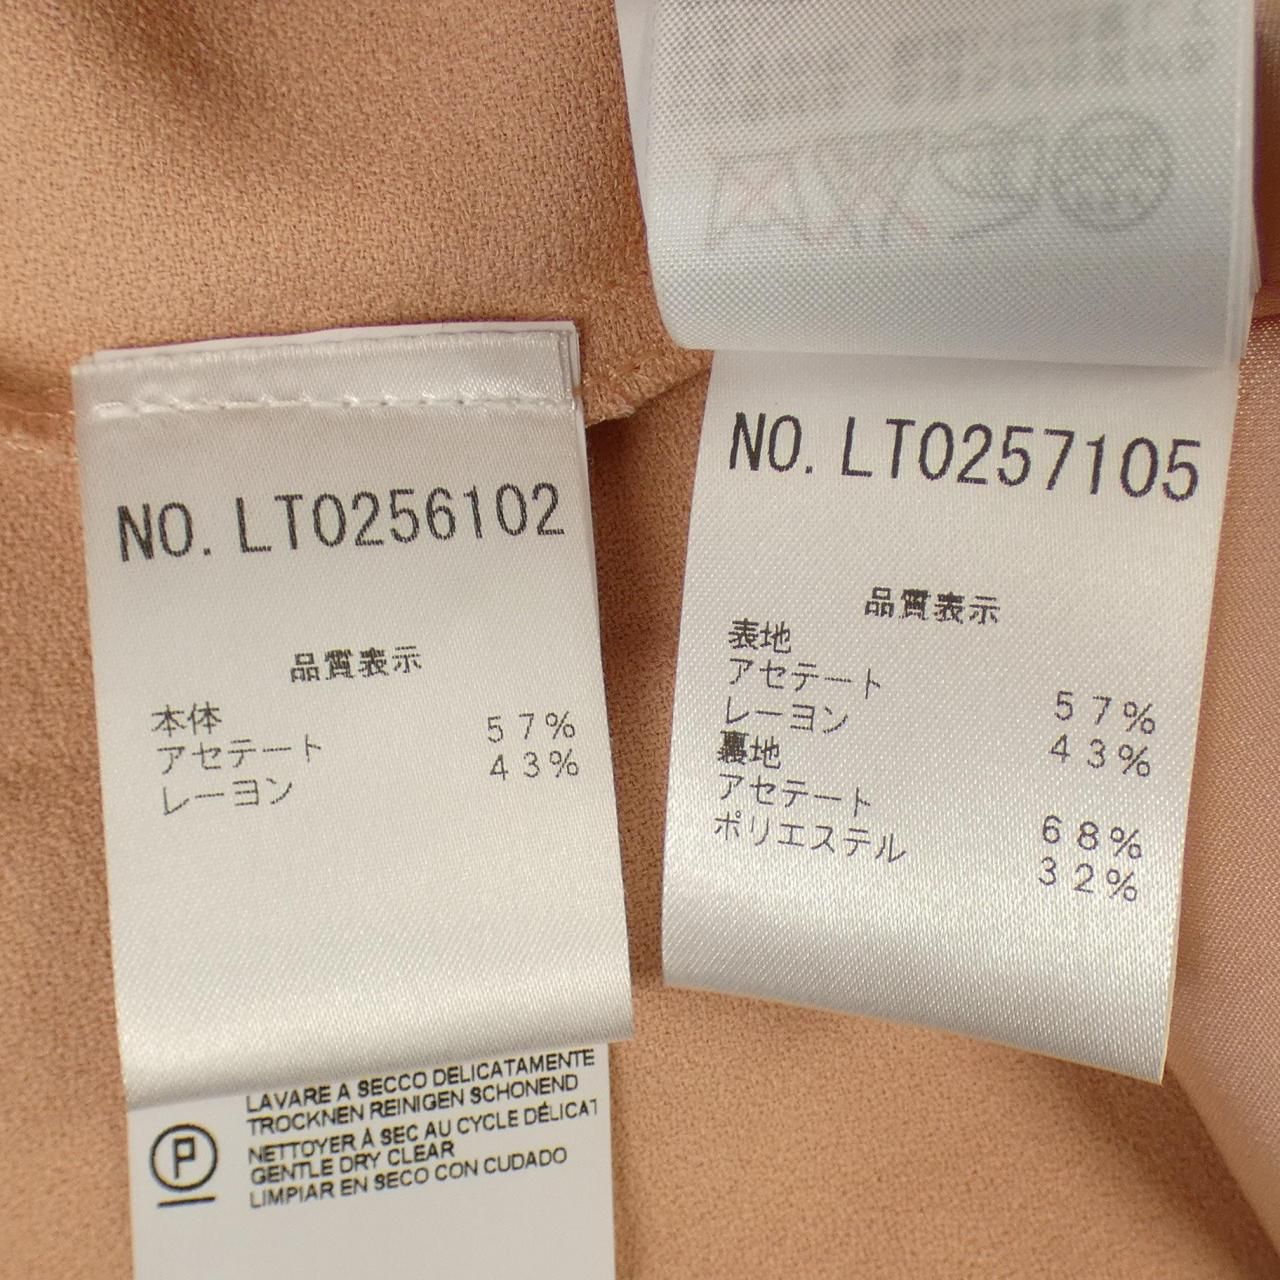 NO. LT0256102
品質表示
本体
アセテート 57%
レーヨン 43%
LAVARE A SECCO DELICATAMENTE
TROCKNEN REINIGEN SCHONEND
NETTOYER À SEC AU CYCLE DÉLICAT
GENTLE DRY CLEAR
LIMPIAR EN SECO CON CUDADO
P
NO. LT0257105
品質表示
表地
アセテート 57%
レーヨン 43%
裏地
アセテート 68%
ポリエステル 32%